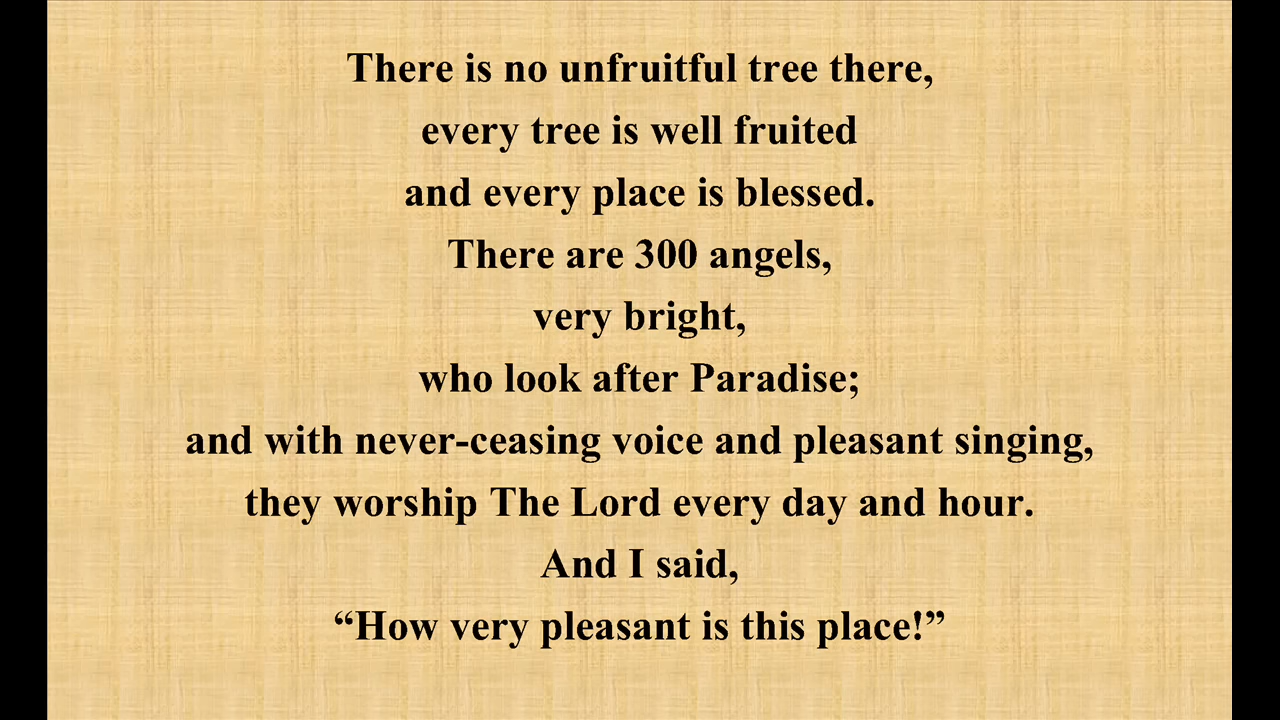 There is no unfruitful tree there,
every tree is well fruited
and every place is blessed.
There are 300 angels,
very bright,
who look after Paradise;
and with never-ceasing voice and pleasant singing,
they worship The Lord every day and hour.
And I said,
“How very pleasant is this place!”